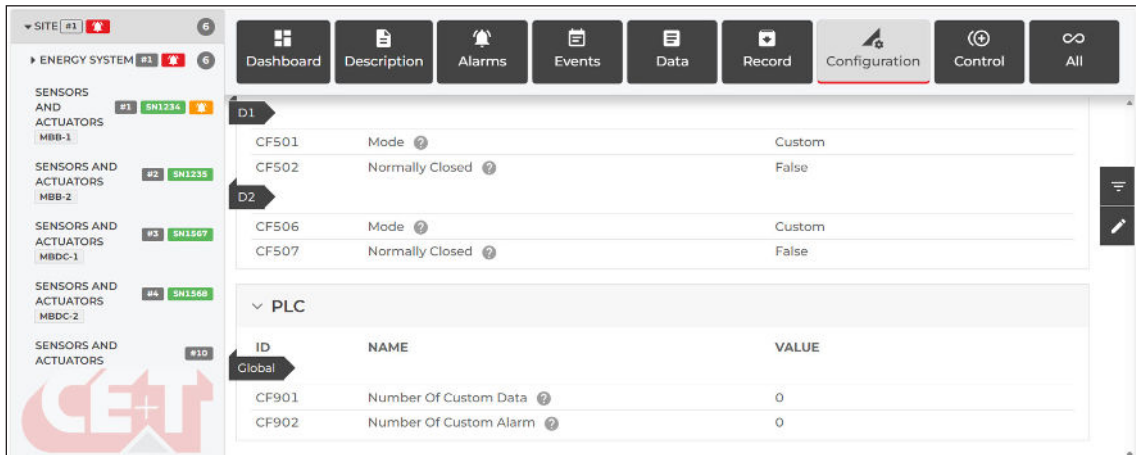 SITE #1 6
ENERGY SYSTEM #1 6
SENSORS
AND
ACTUATORS
#1 SN1234
MBB-1
SENSORS AND
ACTUATORS
#2 SN1235
MBB-2
SENSORS AND
ACTUATORS
#3 SN1567
MBDC-1
SENSORS AND
ACTUATORS
#4 SN1568
MBDC-2
SENSORS AND
ACTUATORS
#10
CE+T
Dashboard Description Alarms Events Data Record Configuration Control All
D1
CF501 Mode ? Custom
CF502 Normally Closed ? False
D2
CF506 Mode ? Custom
CF507 Normally Closed ? False
PLC
ID NAME VALUE
Global
CF901 Number Of Custom Data ? 0
CF902 Number Of Custom Alarm ? 0